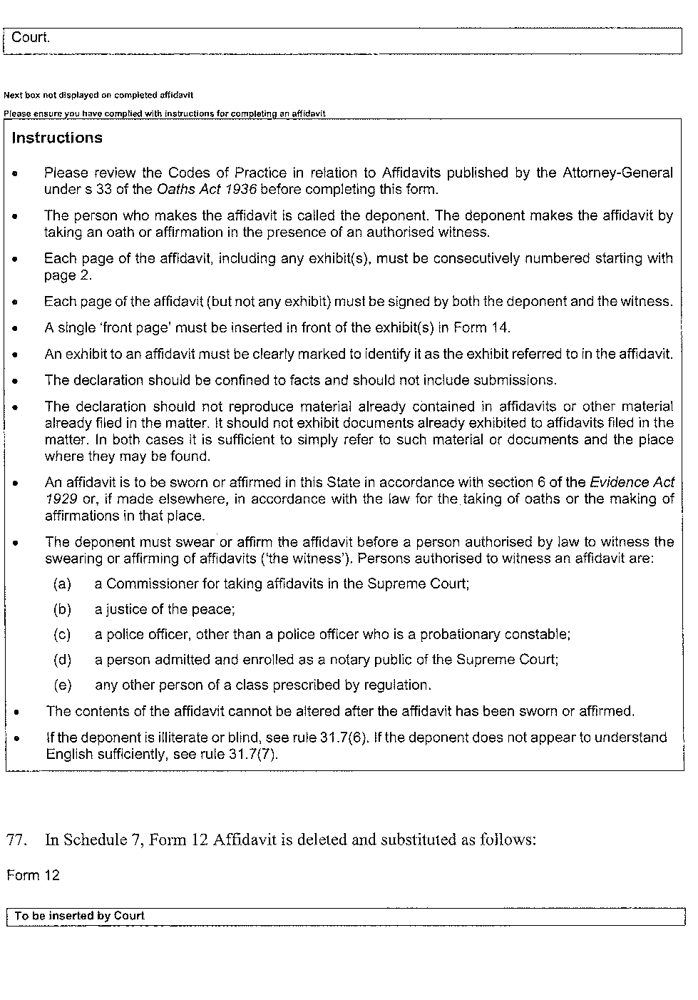 Court.
Next box not displayed on completed affidavit
Please ensure you have complied with instructions for completing an affidavit
Instructions
• Please review the Codes of Practice in relation to Affidavits published by the Attorney-General
under s 33 of the Oaths Act 1936 before completing this form.
• The person who makes the affidavit is called the deponent. The deponent makes the affidavit by
taking an oath or affirmation in the presence of an authorised witness.
• Each page of the affidavit, including any exhibit(s), must be consecutively numbered starting with
page 2.
• Each page of the affidavit (but not any exhibit) must be signed by both the deponent and the witness.
• A single ‘front page’ must be inserted in front of the exhibit(s) in Form 14.
• An exhibit to an affidavit must be clearly marked to identify it as the exhibit referred to in the affidavit.
• The declaration should be confined to facts and should not include submissions.
• The declaration should not reproduce material already contained in affidavits or other material
already filed in the matter. It should not exhibit documents already exhibited to affidavits filed in the
matter. In both cases it is sufficient to simply refer to such material or documents and the place
where they may be found.
• An affidavit is to be sworn or affirmed in this State in accordance with section 6 of the Evidence Act
1929 or, if made elsewhere, in accordance with the law for the taking of oaths or the making of
affirmations in that place.
• The deponent must swear or affirm the affidavit before a person authorised by law to witness the
swearing or affirming of affidavits (‘the witness’). Persons authorised to witness an affidavit are:
(a) a Commissioner for taking affidavits in the Supreme Court;
(b) a justice of the peace;
(c) a police officer, other than a police officer who is a probationary constable;
(d) a person admitted and enrolled as a notary public of the Supreme Court;
(e) any other person of a class prescribed by regulation.
• The contents of the affidavit cannot be altered after the affidavit has been sworn or affirmed.
• If the deponent is illiterate or blind, see rule 31.7(6). If the deponent does not appear to understand
English sufficiently, see rule 31.7(7).
77. In Schedule 7, Form 12 Affidavit is deleted and substituted as follows:
Form 12
To be inserted by Court